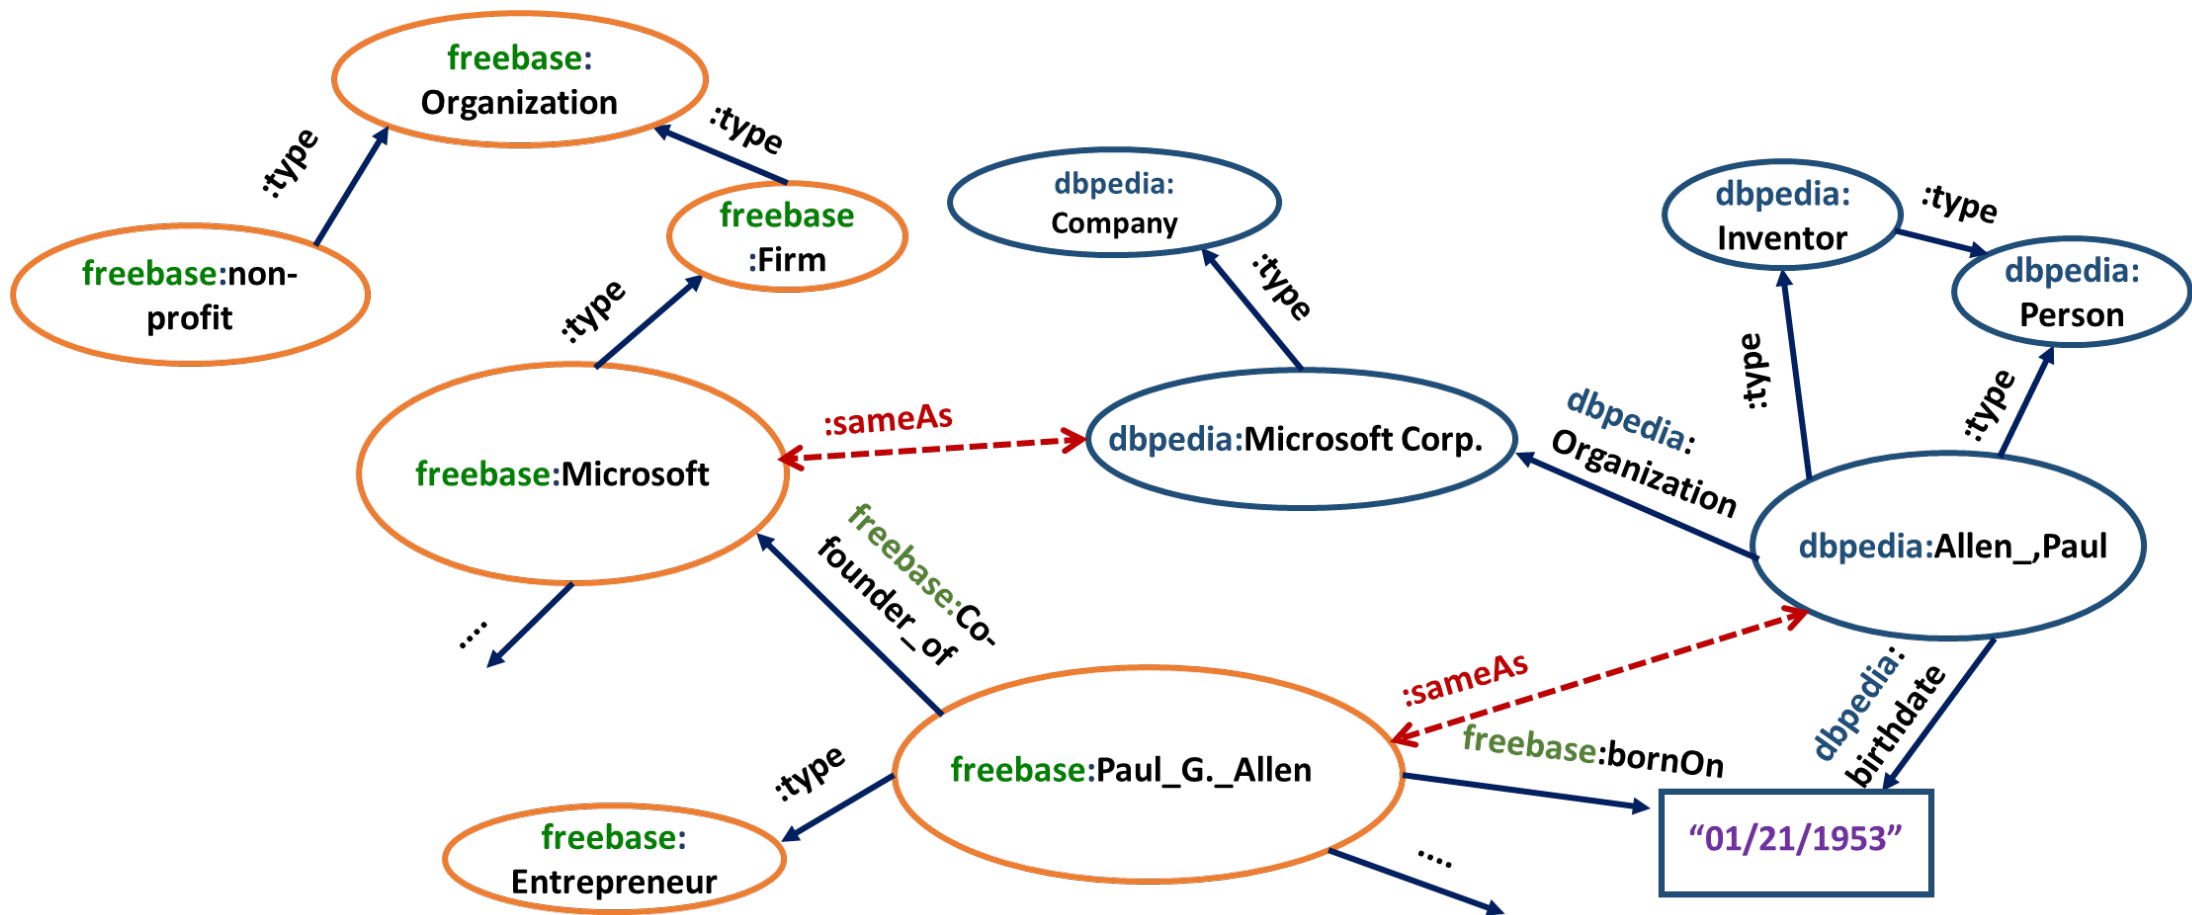 freebase:
Organization
:type
:type
freebase:non-
profit
freebase
:Firm
:type
dbpedia:
Company
:type
dbpedia:
Inventor
:type
dbpedia:
Person
:type
:type
freebase:Microsoft
:sameAs
dbpedia:Microsoft Corp.
dbpedia:
Organization
dbpedia:Allen_,Paul
freebase:Co-
founder_of
....
:sameAs
freebase:bornOn
dbpedia:
birthdate
:type
freebase:Paul_G._Allen
freebase:
Entrepreneur
“01/21/1953”
....